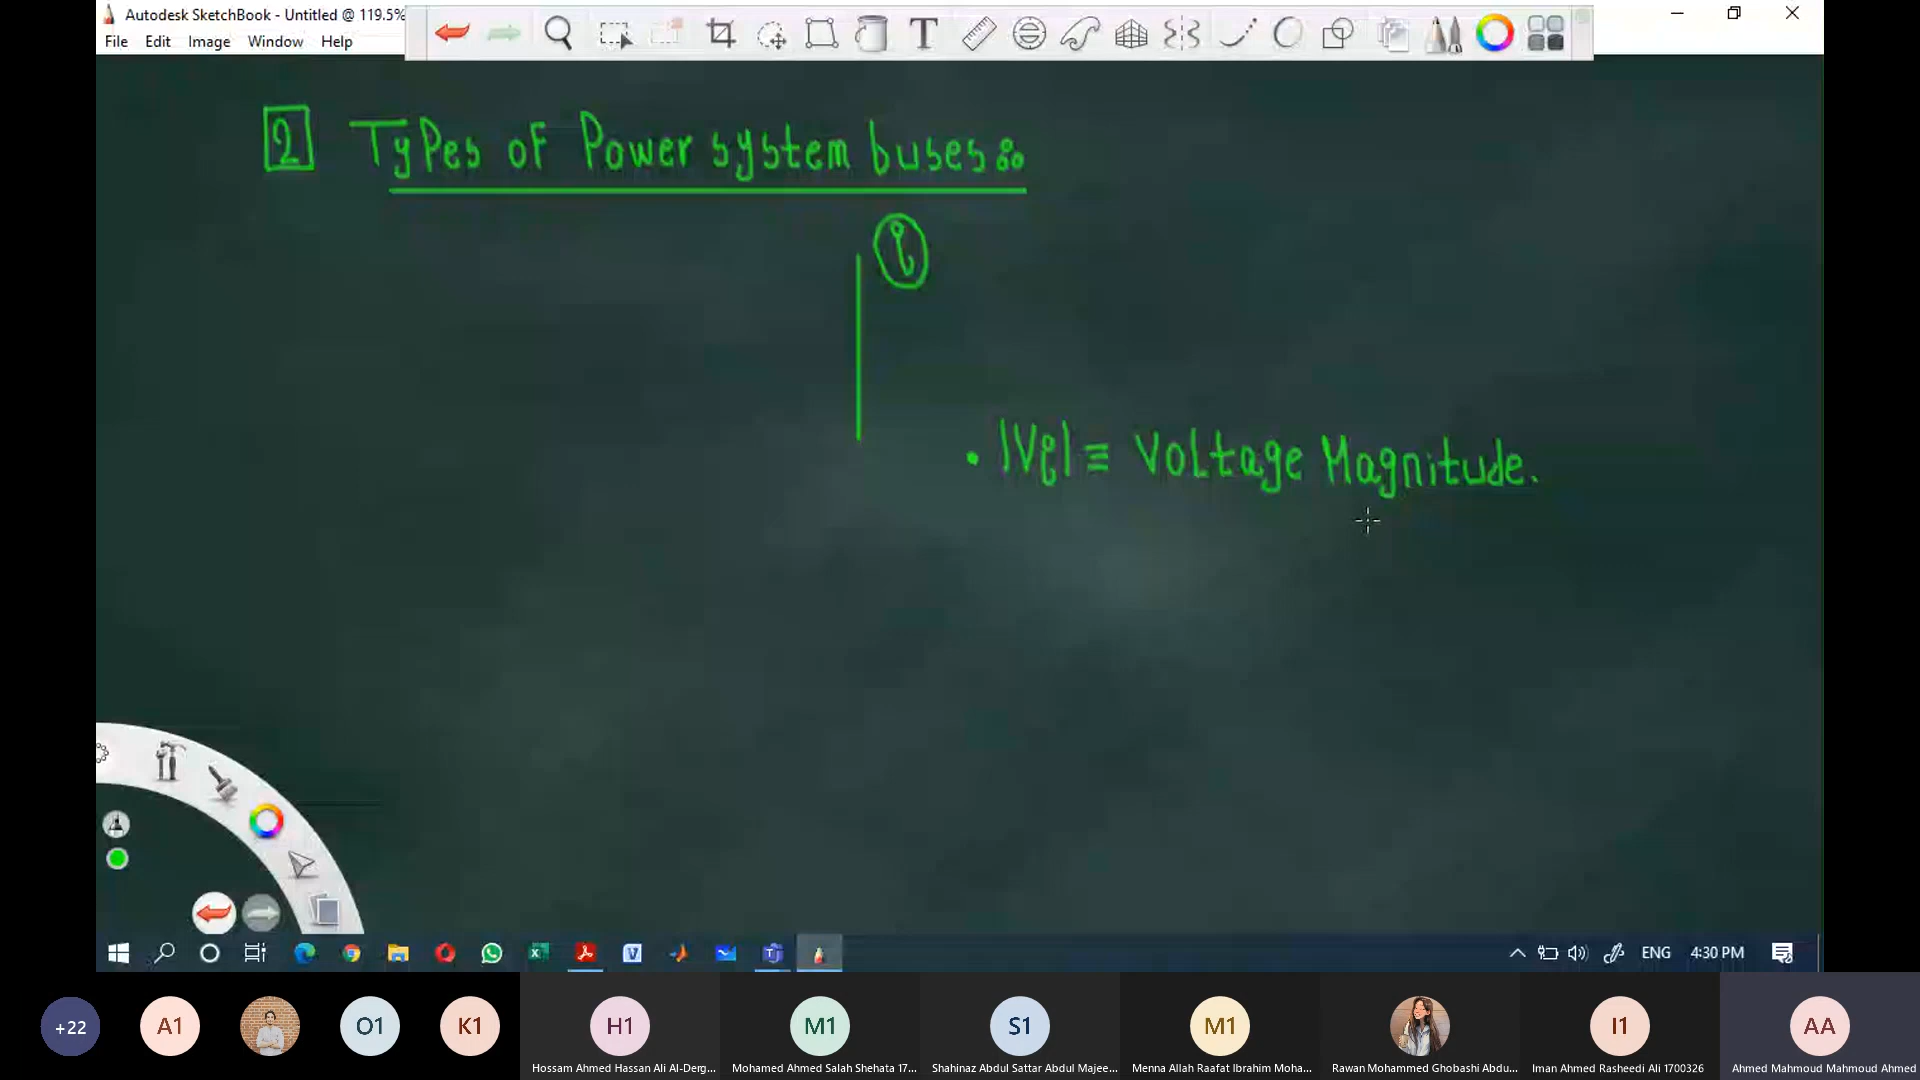 Autodesk SketchBook - Untitled @ 119.5%
File Edit Image Window Help
2 Types of Power system buses:
i
• |Vi| ≡ Voltage Magnitude.
ENG 4:30 PM
+22 A1 O1 K1 H1 M1 S1 M1 I1 AA
Hossam Ahmed Hassan Ali Al-Derg... Mohamed Ahmed Salah Shehata 17... Shahinaz Abdul Sattar Abdul Majee... Menna Allah Raafat Ibrahim Moha... Rawan Mohammed Ghobashi Abdu... Iman Ahmed Rasheedi Ali 1700326 Ahmed Mahmoud Mahmoud Ahmed